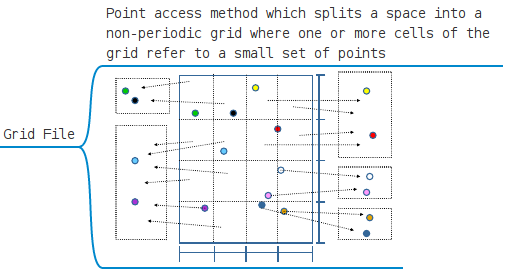 Point access method which splits a space into a
non-periodic grid where one or more cells of the
grid refer to a small set of points
Grid File